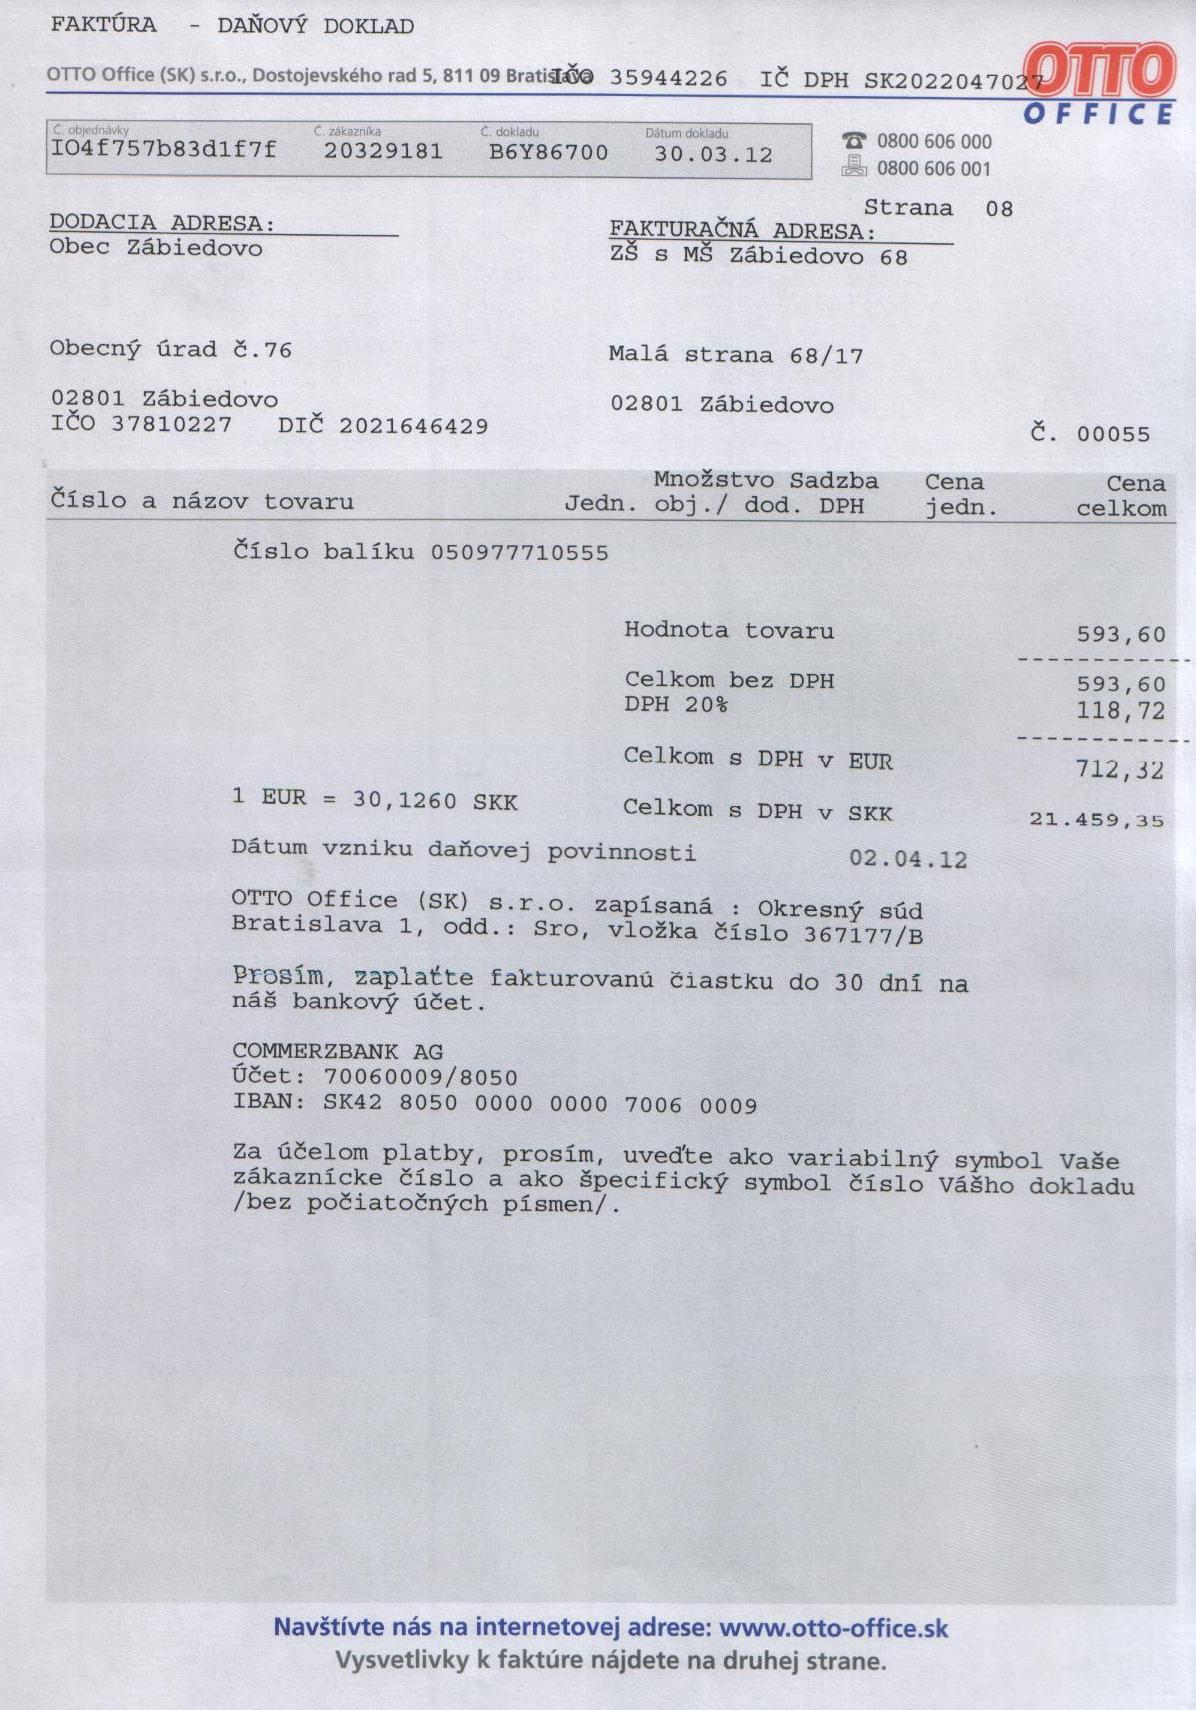 FAKTÚRA - DAŇOVÝ DOKLAD
OTTO Office (SK) s.r.o., Dostojevského rad 5, 811 09 Bratislava IČO 35944226 IČ DPH SK2022047027
OTTO
OFFICE
Č. objednávky Č. zákazníka Č. dokladu Dátum dokladu
IO4f757b83d1f7f 20329181 B6Y86700 30.03.12
0800 606 000
0800 606 001
Strana 08
DODACIA ADRESA: FAKTURAČNÁ ADRESA:
Obec Zábiedovo ZŠ s MŠ Zábiedovo 68
Obecný úrad č.76 Malá strana 68/17
02801 Zábiedovo 02801 Zábiedovo
IČO 37810227 DIČ 2021646429
Č. 00055
Množstvo Sadzba Cena Cena
Číslo a názov tovaru Jedn. obj./ dod. DPH jedn. celkom
Číslo balíku 050977710555
Hodnota tovaru 593,60
Celkom bez DPH 593,60
DPH 20% 118,72
Celkom s DPH v EUR 712,32
1 EUR = 30,1260 SKK Celkom s DPH v SKK 21.459,35
Dátum vzniku daňovej povinnosti 02.04.12
OTTO Office (SK) s.r.o. zapísaná : Okresný súd
Bratislava 1, odd.: Sro, vložka číslo 367177/B
Prosím, zaplaťte fakturovanú čiastku do 30 dní na
náš bankový účet.
COMMERZBANK AG
Účet: 70060009/8050
IBAN: SK42 8050 0000 0000 7006 0009
Za účelom platby, prosím, uveďte ako variabilný symbol Vaše
zákaznícke číslo a ako špecifický symbol číslo Vášho dokladu
/bez počiatočných písmen/.
Navštívte nás na internetovej adrese: www.otto-office.sk
Vysvetlivky k faktúre nájdete na druhej strane.